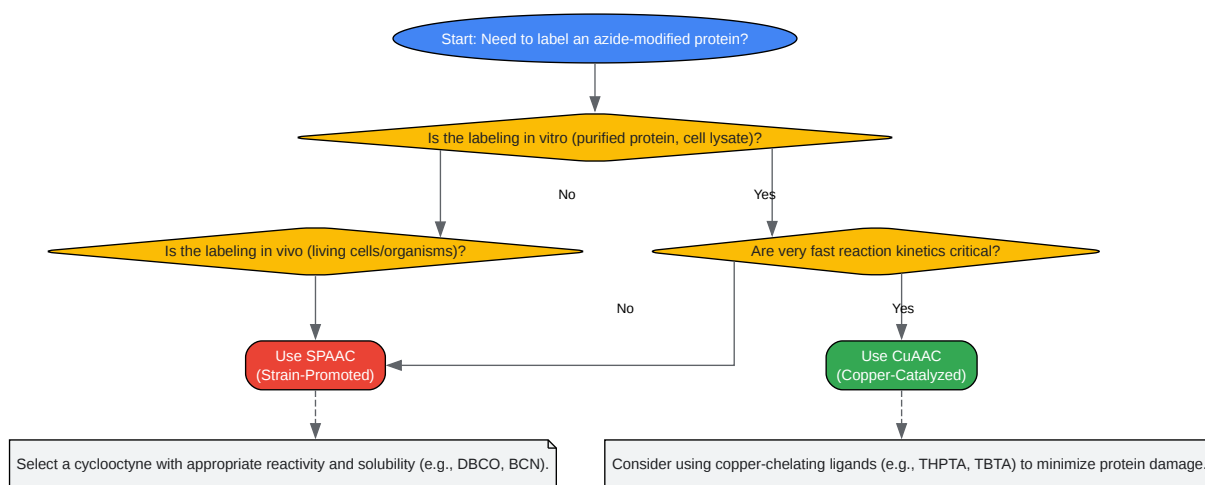 Start: Need to label an azide-modified protein?
Is the labeling in vitro (purified protein, cell lysate)?
No
Yes
Is the labeling in vivo (living cells/organisms)?
Are very fast reaction kinetics critical?
No
Yes
Use SPAAC
(Strain-Promoted)
Use CuAAC
(Copper-Catalyzed)
Select a cyclooctyne with appropriate reactivity and solubility (e.g., DBCO, BCN).
Consider using copper-chelating ligands (e.g., THPTA, TBTA) to minimize protein damage.